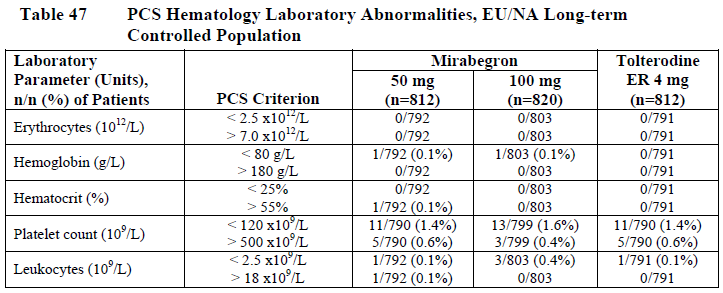 Table 47 PCS Hematology Laboratory Abnormalities, EU/NA Long-term
Controlled Population
Laboratory Parameter (Units), n/n (%) of Patients PCS Criterion Mirabegron Tolterodine ER 4 mg (n=812)
50 mg (n=812) 100 mg (n=820)
Erythrocytes (10¹²/L) < 2.5 x10¹²/L 0/792 0/803 0/791
> 7.0 x10¹²/L 0/792 0/803 0/791
Hemoglobin (g/L) < 80 g/L 1/792 (0.1%) 1/803 (0.1%) 0/791
> 180 g/L 0/792 0/803 0/791
Hematocrit (%) < 25% 0/792 0/803 0/791
> 55% 1/792 (0.1%) 0/803 0/791
Platelet count (10⁹/L) < 120 x10⁹/L 11/790 (1.4%) 13/799 (1.6%) 11/790 (1.4%)
> 500 x10⁹/L 5/790 (0.6%) 3/799 (0.4%) 5/790 (0.6%)
Leukocytes (10⁹/L) < 2.5 x10⁹/L 1/792 (0.1%) 3/803 (0.4%) 1/791 (0.1%)
> 18 x10⁹/L 1/792 (0.1%) 0/803 0/791